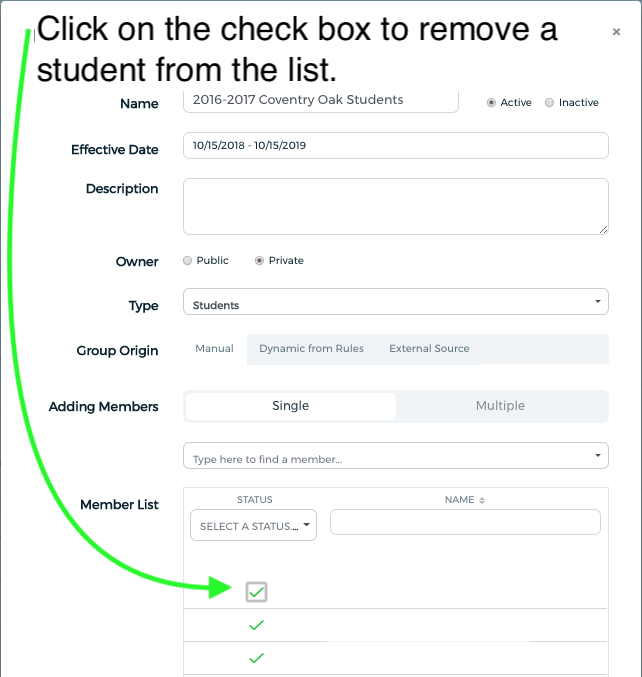 Click on the check box to remove a
student from the list.
×
Name 2016-2017 Coventry Oak Students Active Inactive
Effective Date 10/15/2018 - 10/15/2019
Description
Owner Public Private
Type Students
Group Origin Manual Dynamic from Rules External Source
Adding Members Single Multiple
Type here to find a member...
Member List STATUS NAME
SELECT A STATUS...